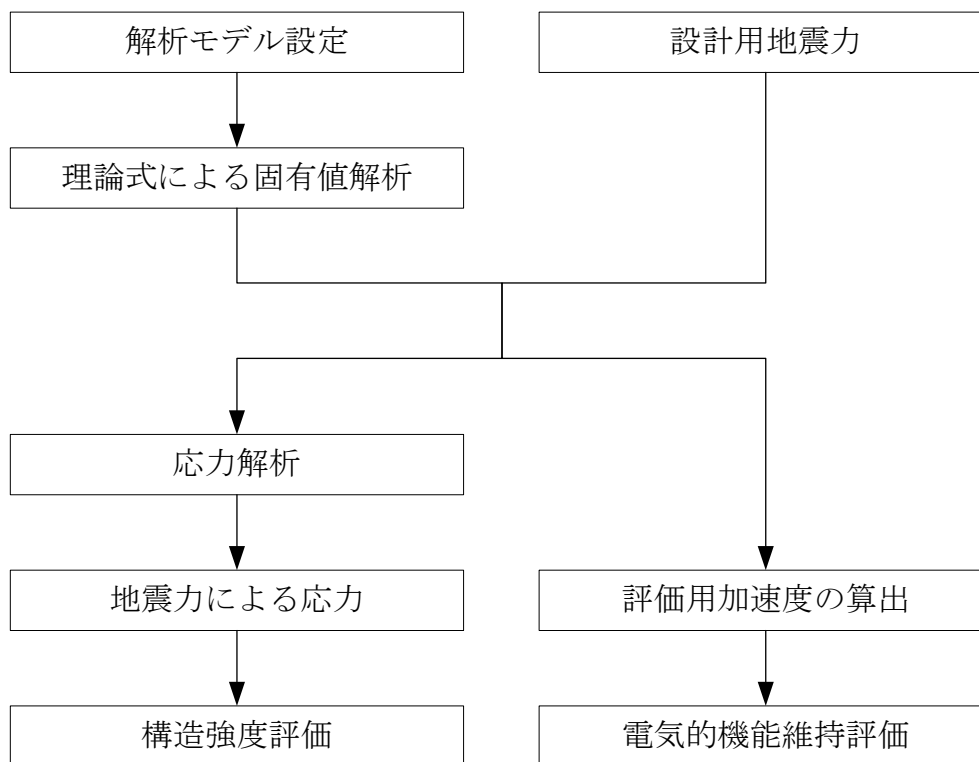 解析モデル設定
設計用地震力
理論式による固有値解析
応力解析
地震力による応力
評価用加速度の算出
構造強度評価
電気的機能維持評価